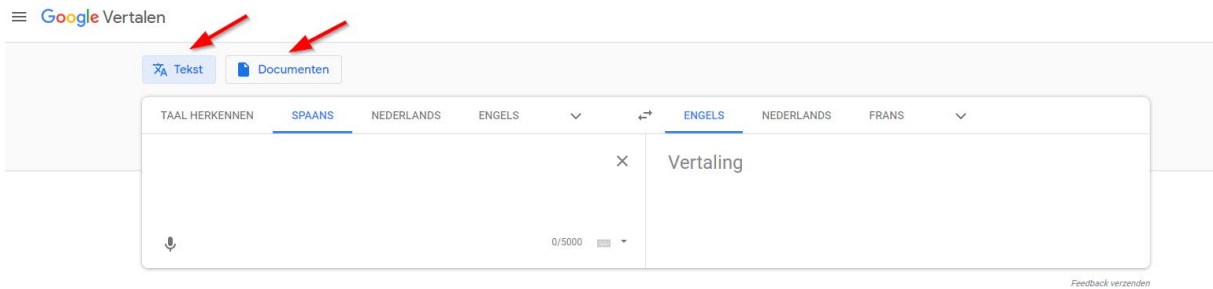 Google Vertalen
Tekst Documenten
TAAL HERKENNEN SPAANS NEDERLANDS ENGELS ENGELS NEDERLANDS FRANS
Vertaling
0/5000
Feedback verzenden